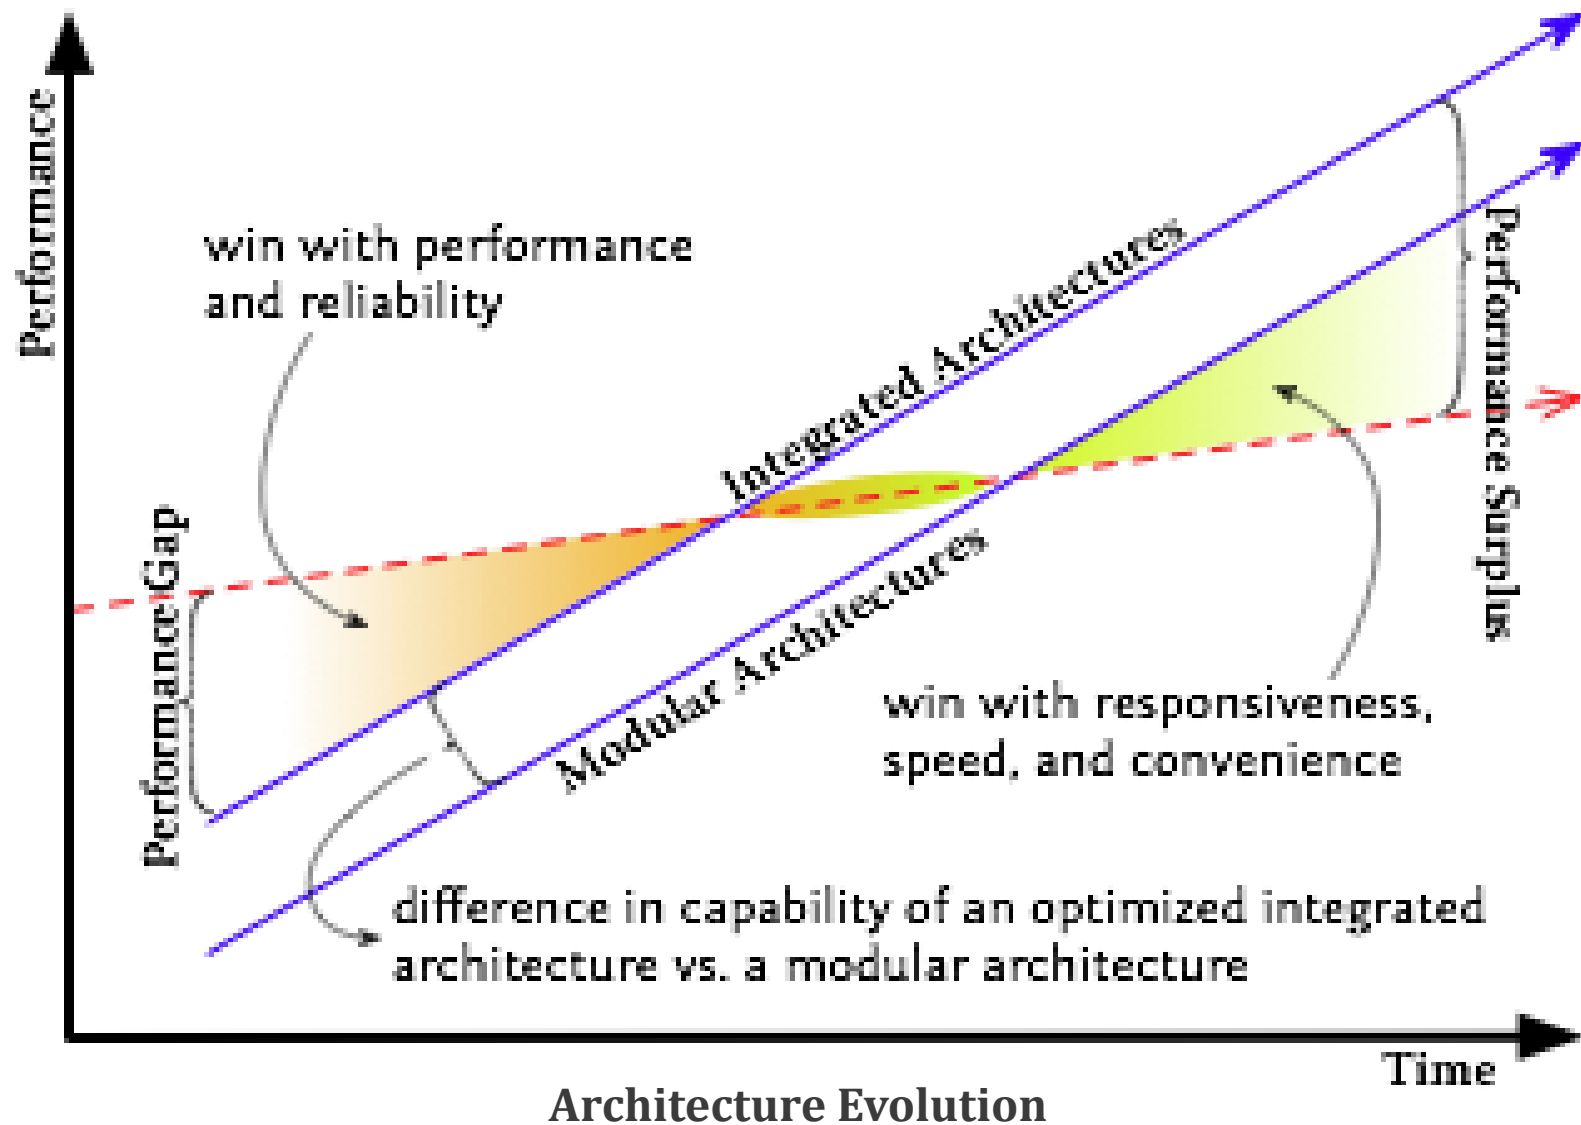 Performance
win with performance
and reliability
Integrated Architectures
Performance Surplus
Performance Gap
Modular Architectures
win with responsiveness,
speed, and convenience
difference in capability of an optimized integrated
architecture vs. a modular architecture
Time
Architecture Evolution